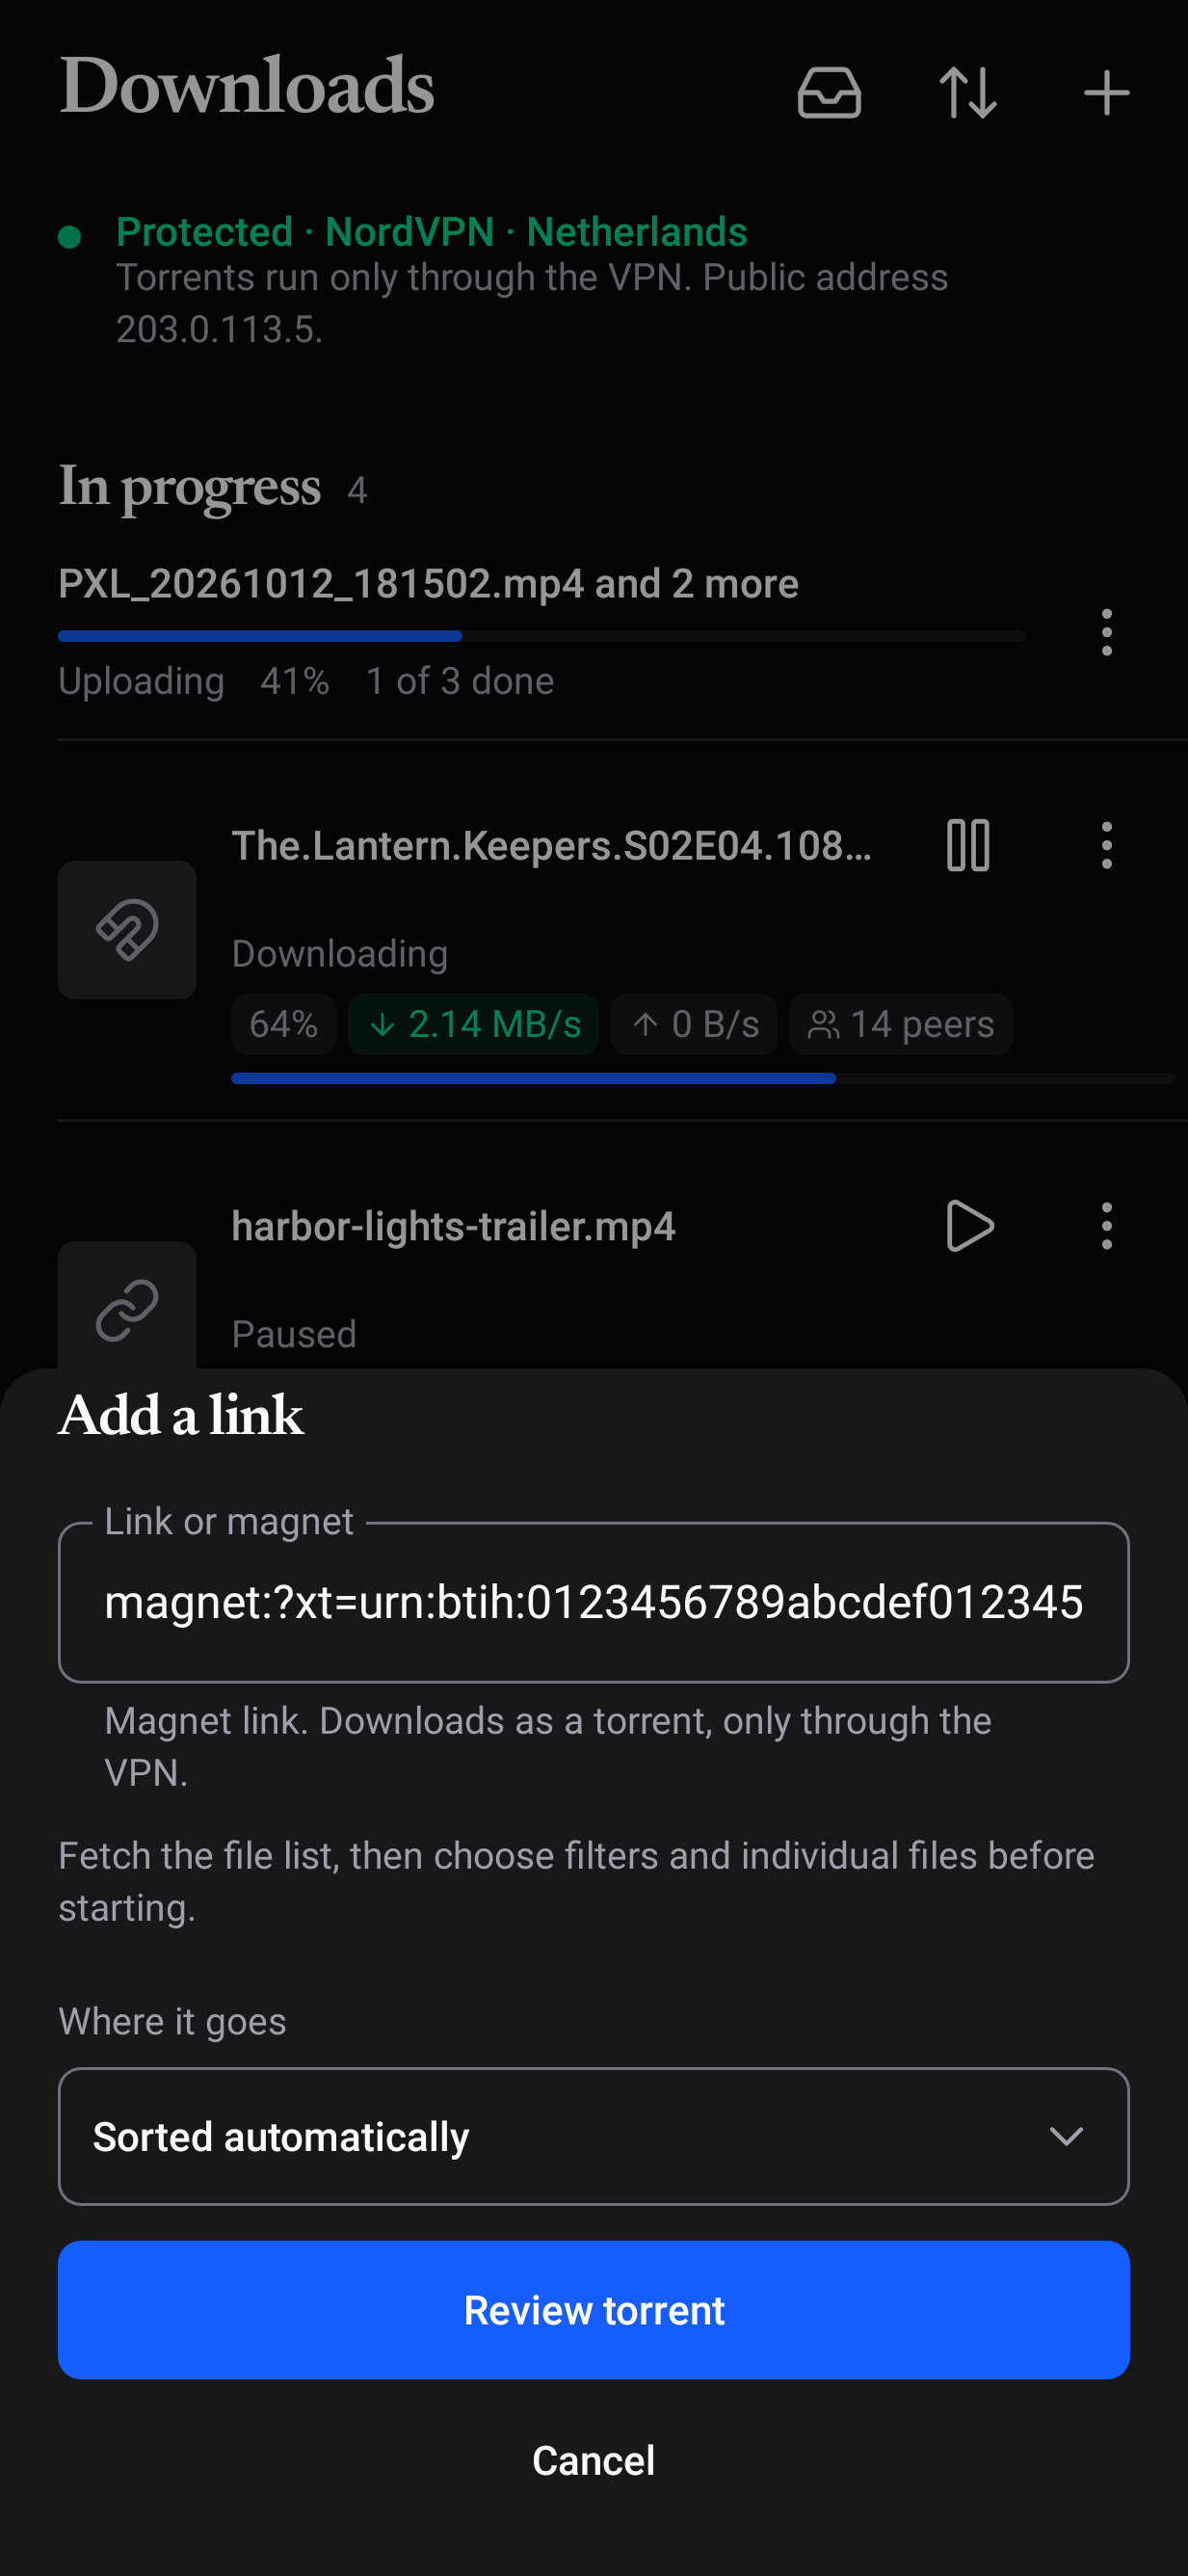 Downloads
Protected · NordVPN · Netherlands
Torrents run only through the VPN. Public address
203.0.113.5.
In progress 4
PXL_20261012_181502.mp4 and 2 more
Uploading 41% 1 of 3 done
The.Lantern.Keepers.S02E04.108…
Downloading
64% ↓ 2.14 MB/s ↑ 0 B/s 14 peers
harbor-lights-trailer.mp4
Paused
Add a link
Link or magnet
magnet:?xt=urn:btih:0123456789abcdef012345
Magnet link. Downloads as a torrent, only through the
VPN.
Fetch the file list, then choose filters and individual files before
starting.
Where it goes
Sorted automatically
Review torrent
Cancel